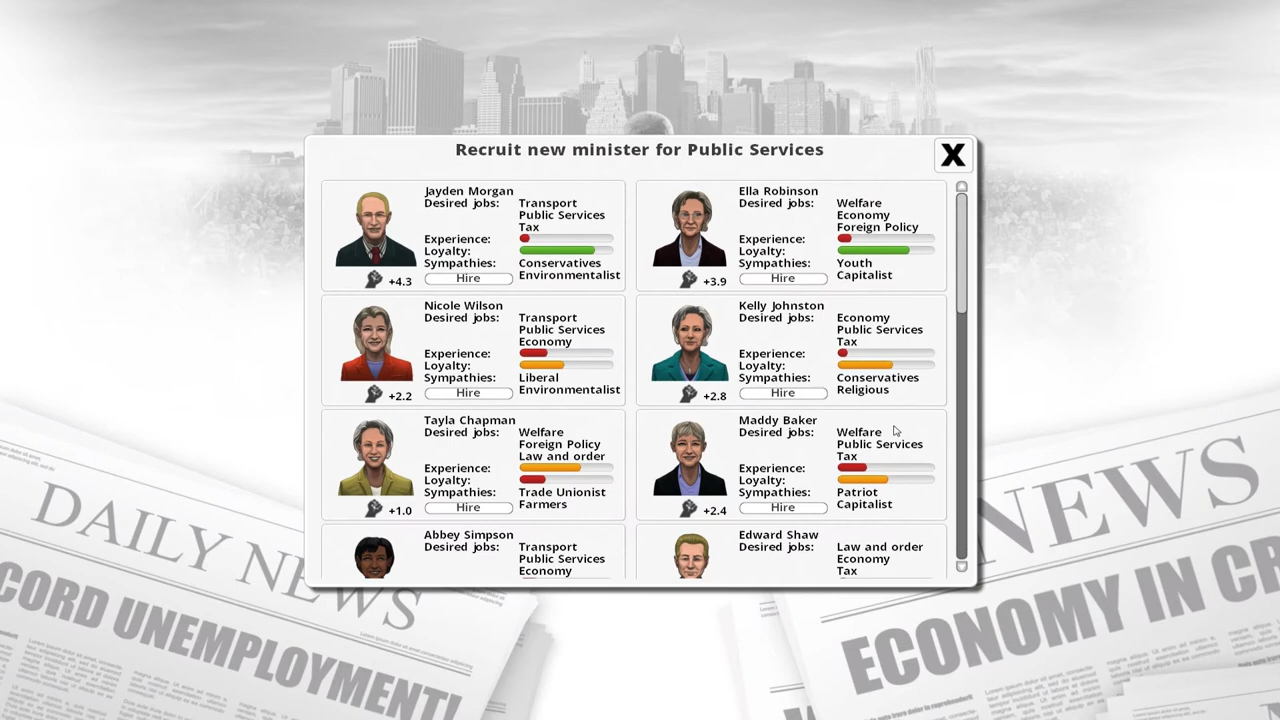 Recruit new minister for Public Services
X
Jayden Morgan
Desired jobs: Transport
Public Services
Tax
Experience:
Loyalty:
Sympathies: Conservatives
Environmentalist
+4.3 Hire
Ella Robinson
Desired jobs: Welfare
Economy
Foreign Policy
Experience:
Loyalty:
Sympathies: Youth
Capitalist
+3.9 Hire
Nicole Wilson
Desired jobs: Transport
Public Services
Economy
Experience:
Loyalty:
Sympathies: Liberal
Environmentalist
+2.2 Hire
Kelly Johnston
Desired jobs: Economy
Public Services
Tax
Experience:
Loyalty:
Sympathies: Conservatives
Religious
+2.8 Hire
Tayla Chapman
Desired jobs: Welfare
Foreign Policy
Law and order
Experience:
Loyalty:
Sympathies: Trade Unionist
Farmers
+1.0 Hire
Maddy Baker
Desired jobs: Welfare
Public Services
Tax
Experience:
Loyalty:
Sympathies: Patriot
Capitalist
+2.4 Hire
Abbey Simpson
Desired jobs: Transport
Public Services
Economy
Edward Shaw
Desired jobs: Law and order
Economy
Tax
DAILY NEWS
CORD UNEMPLOYMENT!
NEWS
ECONOMY IN CR